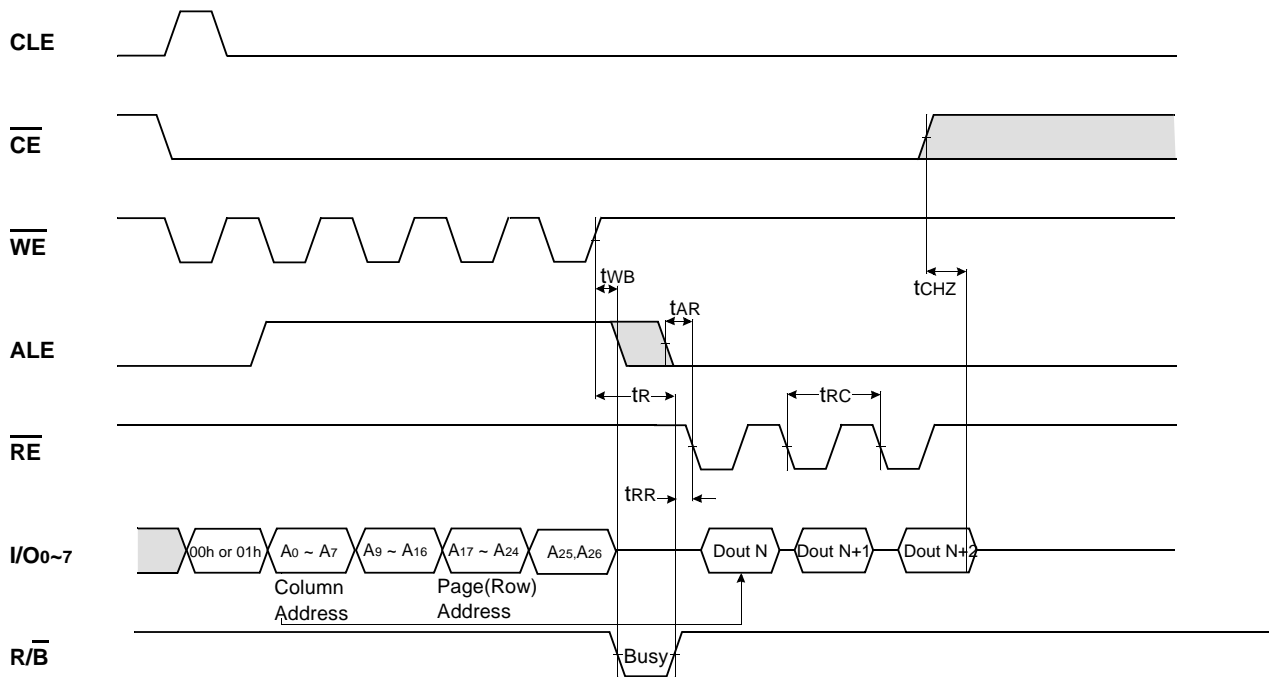 CLE
CE
WE
tWB
tCHZ
tAR
ALE
tR
tRC
RE
tRR
I/O0~7
00h or 01h
A0 ~ A7
A9 ~ A16
A17 ~ A24
A25,A26
Dout N
Dout N+1
Dout N+2
Column
Address
Page(Row)
Address
R/B
Busy